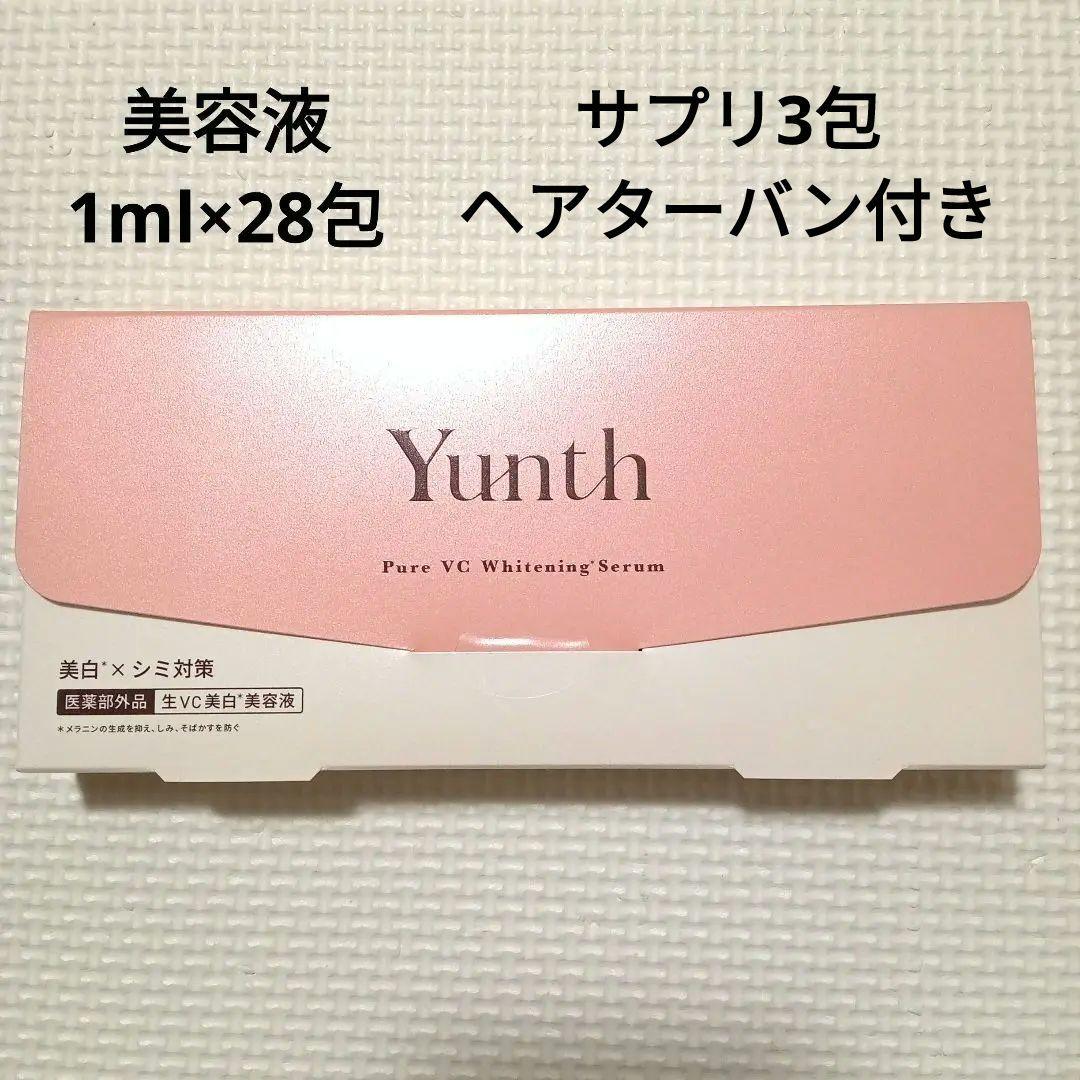 美容液
1ml×28包
サプリ3包
ヘアターバン付き
Yunth
Pure VC Whitening*Serum
美白*×シミ対策
医薬部外品 生VC美白*美容液
*メラニンの生成を抑え、しみ、そばかすを防ぐ